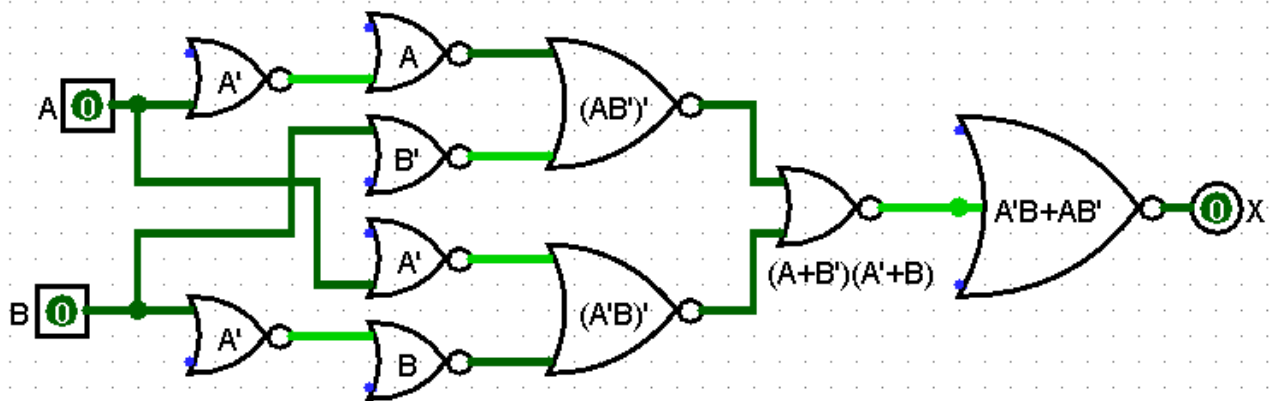 A
A'
A 0
(AB')'
B'
A'B+AB'
0 X
A'
(A+B')(A'+B)
B 0
(A'B)'
A'
B